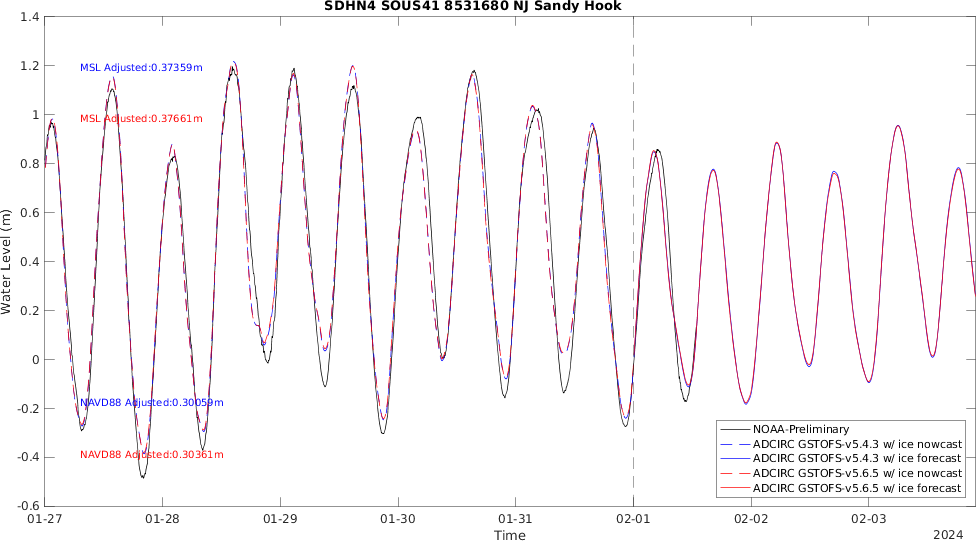 SDHN4 SOUS41 8531680 NJ Sandy Hook
Water Level (m)
1.4
1.2
1
0.8
0.6
0.4
0.2
0
-0.2
-0.4
-0.6
MSL Adjusted:0.37359m
MSL Adjusted:0.37661m
NAVD88 Adjusted:0.30059m
NAVD88 Adjusted:0.30361m
NOAA-Preliminary
ADCIRC GSTOFS-v5.4.3 w/ ice nowcast
ADCIRC GSTOFS-v5.4.3 w/ ice forecast
ADCIRC GSTOFS-v5.6.5 w/ ice nowcast
ADCIRC GSTOFS-v5.6.5 w/ ice forecast
01-27 01-28 01-29 01-30 01-31 02-01 02-02 02-03
Time
2024